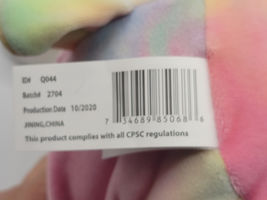 ID# Q044
Batch# 2704
Production Date 10/2020
JINING,CHINA
7 34689 85068 6
This product complies with all CPSC regulations